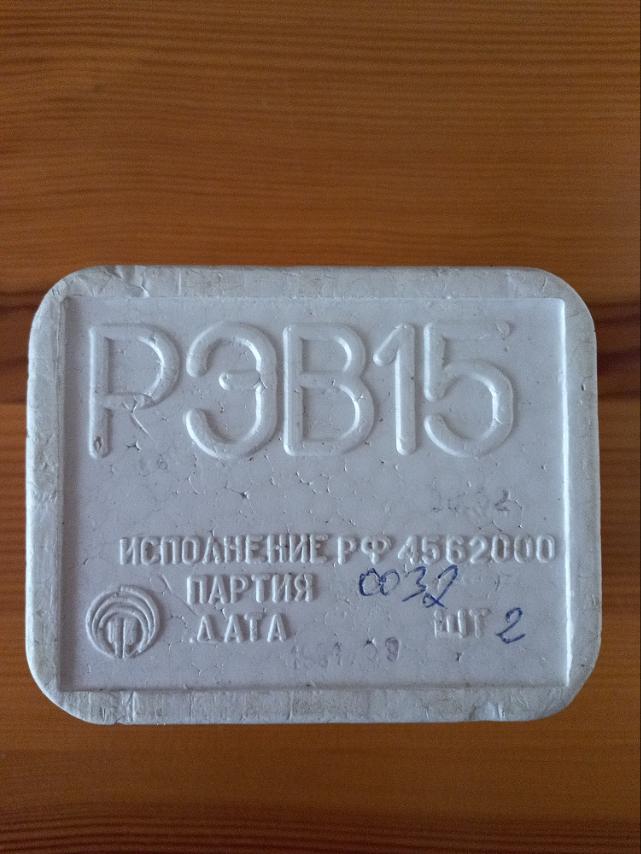 РЭВ15
ИСПОЛНЕНИЕ РФ 4562000
ПАРТИЯ 0032
ДАТА ШТ 2